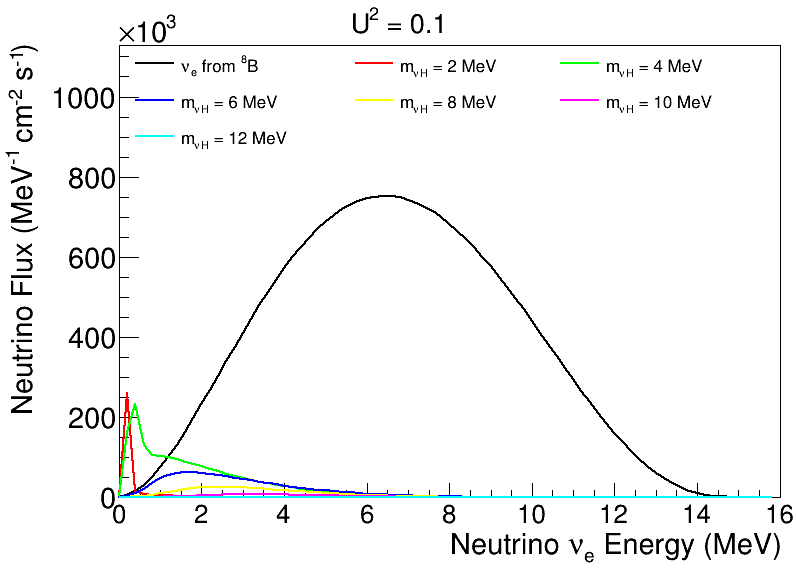 ×10³ U² = 0.1
νₑ from ⁸B m_νH = 2 MeV m_νH = 4 MeV
m_νH = 6 MeV m_νH = 8 MeV m_νH = 10 MeV
m_νH = 12 MeV
Neutrino Flux (MeV⁻¹ cm⁻² s⁻¹)
1000
800
600
400
200
0
0 2 4 6 8 10 12 14 16
Neutrino νₑ Energy (MeV)